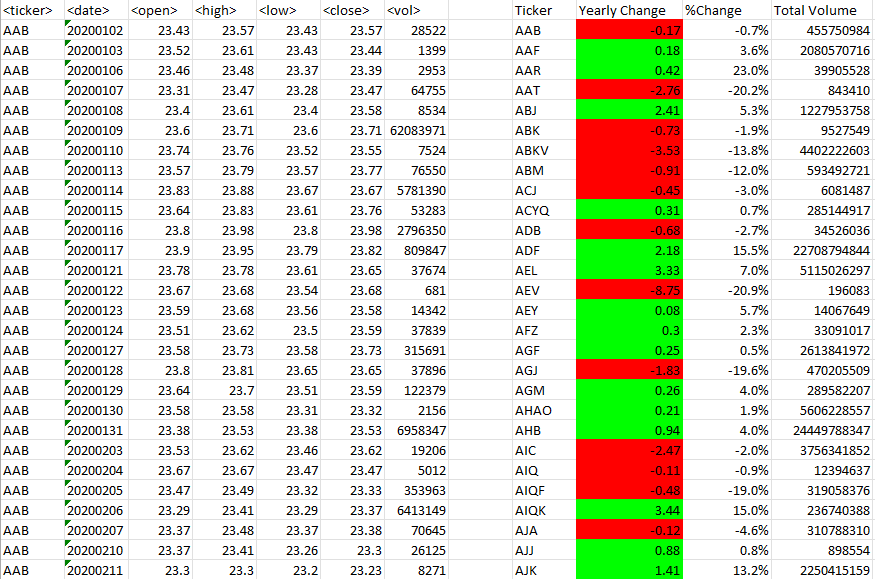 <ticker> <date> <open> <high> <low> <close> <vol> Ticker Yearly Change %Change Total Volume
AAB 20200102 23.43 23.57 23.43 23.57 28522 AAB -0.17 -0.7% 455750984
AAB 20200103 23.52 23.61 23.43 23.44 1399 AAF 0.18 3.6% 2080570716
AAB 20200106 23.46 23.48 23.37 23.39 2953 AAR 0.42 23.0% 39905528
AAB 20200107 23.31 23.47 23.28 23.47 64755 AAT -2.76 -20.2% 843410
AAB 20200108 23.4 23.61 23.4 23.58 8534 ABJ 2.41 5.3% 1227953758
AAB 20200109 23.6 23.71 23.6 23.71 62083971 ABK -0.73 -1.9% 9527549
AAB 20200110 23.74 23.76 23.52 23.55 7524 ABKV -3.53 -13.8% 4402222603
AAB 20200113 23.57 23.79 23.57 23.77 76550 ABM -0.91 -12.0% 593492721
AAB 20200114 23.83 23.88 23.67 23.67 5781390 ACJ -0.45 -3.0% 6081487
AAB 20200115 23.64 23.83 23.61 23.76 53283 ACYQ 0.31 0.7% 285144917
AAB 20200116 23.8 23.98 23.8 23.98 2796350 ADB -0.68 -2.7% 34526036
AAB 20200117 23.9 23.95 23.79 23.82 809847 ADF 2.18 15.5% 22708794844
AAB 20200121 23.78 23.78 23.61 23.65 37674 AEL 3.33 7.0% 5115026297
AAB 20200122 23.67 23.68 23.54 23.68 681 AEV -8.75 -20.9% 196083
AAB 20200123 23.59 23.68 23.56 23.58 14342 AEY 0.08 5.7% 14067649
AAB 20200124 23.51 23.62 23.5 23.59 37839 AFZ 0.3 2.3% 33091017
AAB 20200127 23.58 23.73 23.58 23.73 315691 AGF 0.25 0.5% 2613841972
AAB 20200128 23.8 23.81 23.65 23.65 37896 AGJ -1.83 -19.6% 470205509
AAB 20200129 23.64 23.7 23.51 23.59 122379 AGM 0.26 4.0% 289582207
AAB 20200130 23.58 23.58 23.31 23.32 2156 AHAO 0.21 1.9% 5606228557
AAB 20200131 23.38 23.53 23.38 23.53 6958347 AHB 0.94 4.0% 24449788347
AAB 20200203 23.53 23.62 23.46 23.62 19206 AIC -2.47 -2.0% 3756341852
AAB 20200204 23.67 23.67 23.47 23.47 5012 AIQ -0.11 -0.9% 12394637
AAB 20200205 23.47 23.49 23.32 23.33 353963 AIQF -0.48 -19.0% 319058376
AAB 20200206 23.29 23.41 23.29 23.37 6413149 AIQK 3.44 15.0% 236740388
AAB 20200207 23.37 23.48 23.37 23.38 70645 AJA -0.12 -4.6% 310788310
AAB 20200210 23.37 23.41 23.26 23.3 26125 AJJ 0.88 0.8% 898554
AAB 20200211 23.3 23.3 23.2 23.23 8271 AJK 1.41 13.2% 2250415159